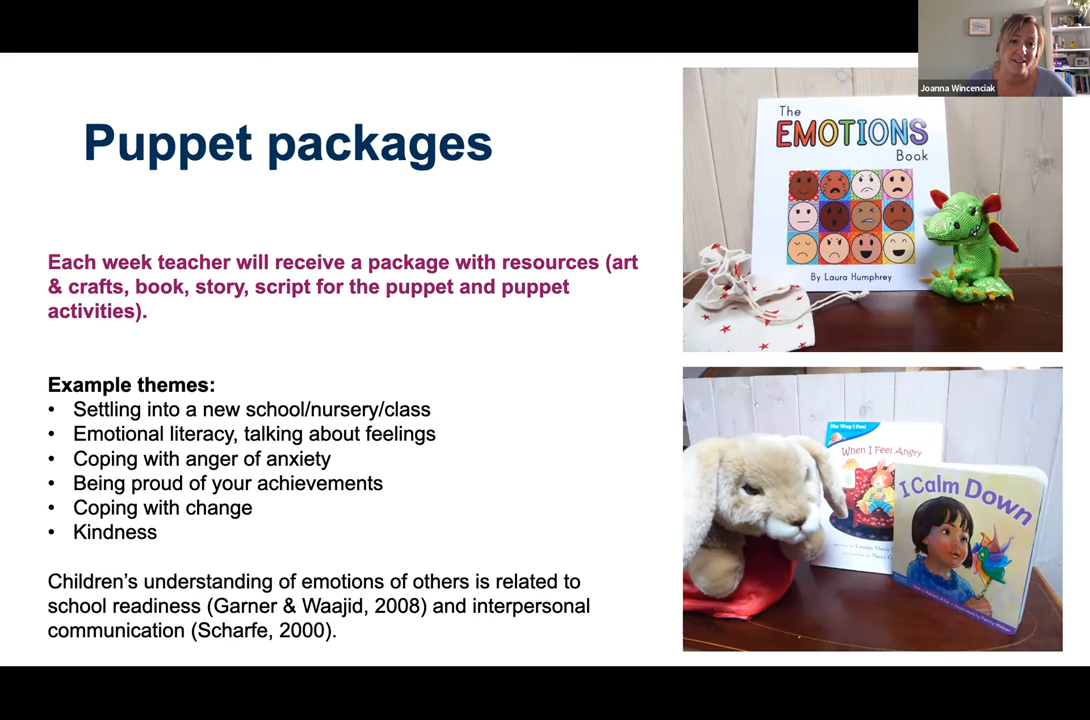 Joanna Wincenciak
Puppet packages
Each week teacher will receive a package with resources (art
& crafts, book, story, script for the puppet and puppet
activities).
Example themes:
• Settling into a new school/nursery/class
• Emotional literacy, talking about feelings
• Coping with anger of anxiety
• Being proud of your achievements
• Coping with change
• Kindness
Children’s understanding of emotions of others is related to
school readiness (Garner & Waajid, 2008) and interpersonal
communication (Scharfe, 2000).
The
EMOTIONS
Book
By Laura Humphrey
The Way I Feel
When I Feel Angry
I Calm Down